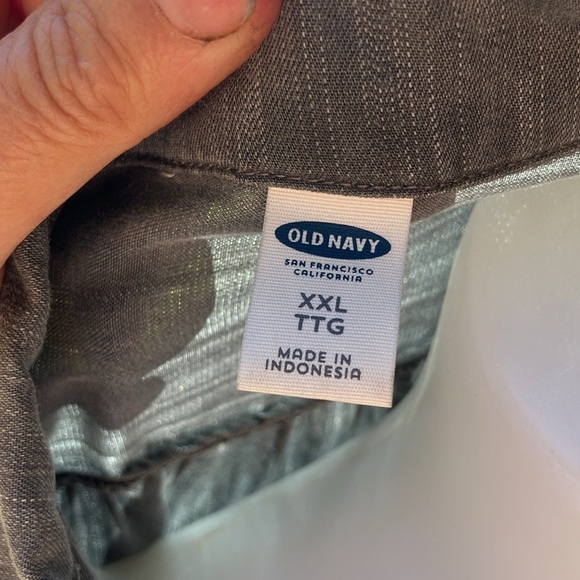 OLD NAVY
SAN FRANCISCO
CALIFORNIA
XXL
TTG
MADE IN
INDONESIA